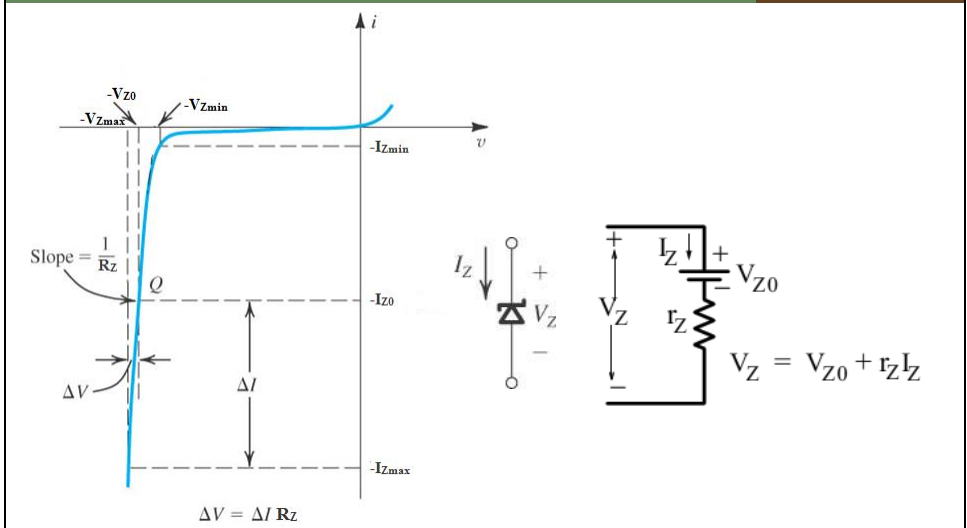 i
-VZ0
-VZmin
-VZmax
v
-IZmin
Slope = 1/RZ
Q
-IZ0
ΔV
ΔI
-IZmax
ΔV = ΔI RZ
IZ
+
VZ
−
+
VZ
−
IZ
+
−
VZ0
rZ
VZ = VZ0 + rZIZ